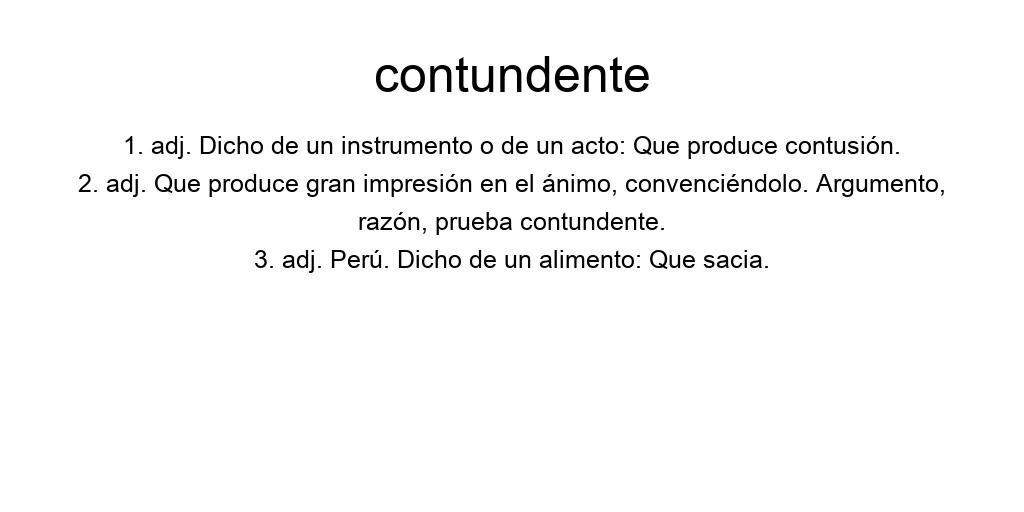 contundente
1. adj. Dicho de un instrumento o de un acto: Que produce contusión.
2. adj. Que produce gran impresión en el ánimo, convenciéndolo. Argumento,
razón, prueba contundente.
3. adj. Perú. Dicho de un alimento: Que sacia.